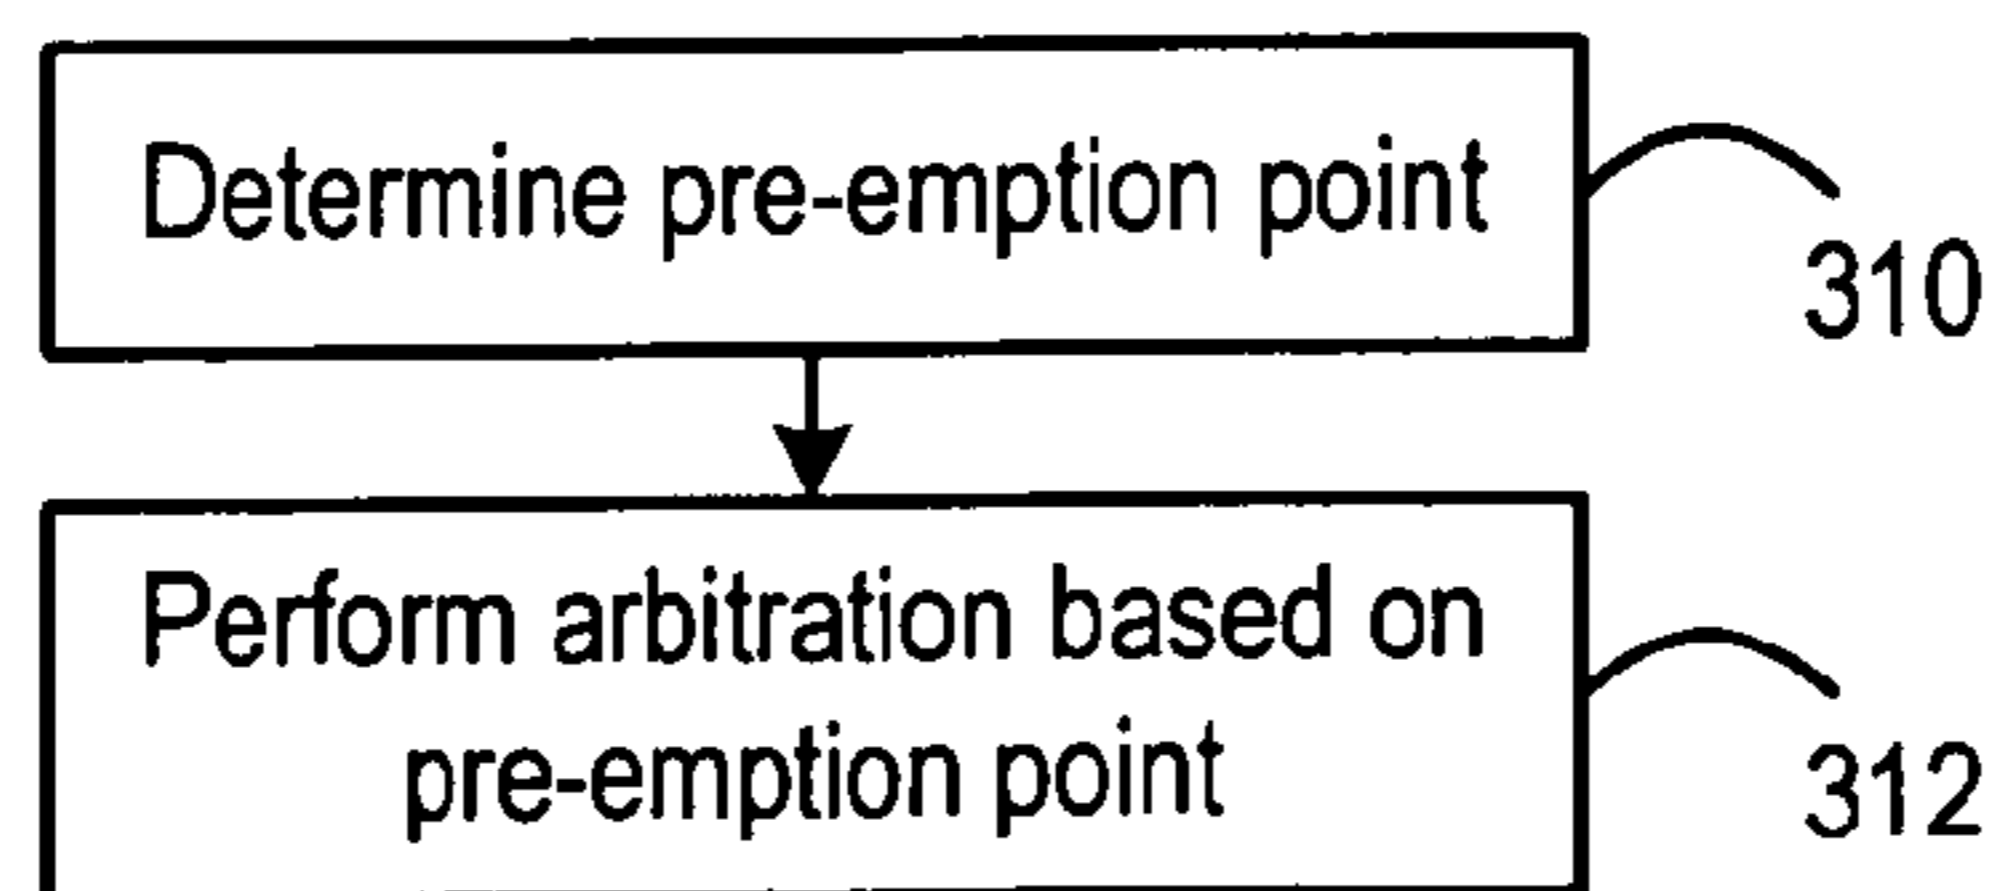 Determine pre-emption point
310
Perform arbitration based on
pre-emption point
312